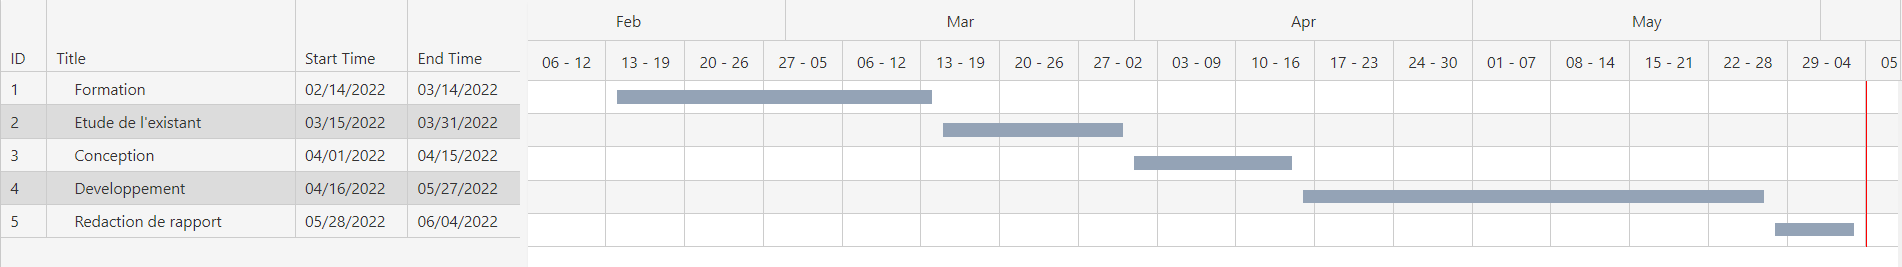 Feb Mar Apr May
ID Title Start Time End Time 06 - 12 13 - 19 20 - 26 27 - 05 06 - 12 13 - 19 20 - 26 27 - 02 03 - 09 10 - 16 17 - 23 24 - 30 01 - 07 08 - 14 15 - 21 22 - 28 29 - 04 05
1 Formation 02/14/2022 03/14/2022
2 Etude de l'existant 03/15/2022 03/31/2022
3 Conception 04/01/2022 04/15/2022
4 Developpement 04/16/2022 05/27/2022
5 Redaction de rapport 05/28/2022 06/04/2022